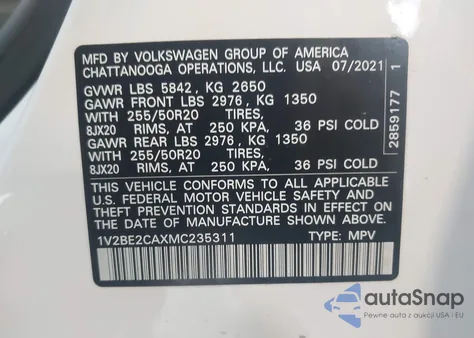 MFD BY VOLKSWAGEN GROUP OF AMERICA
CHATTANOOGA OPERATIONS, LLC. USA 07/2021
GVWR LBS 5842, KG 2650
GAWR FRONT LBS 2976, KG 1350
WITH 255/50R20 TIRES,
8JX20 RIMS, AT 250 KPA, 36 PSI COLD
GAWR REAR LBS 2976, KG 1350
WITH 255/50R20 TIRES,
8JX20 RIMS, AT 250 KPA, 36 PSI COLD
THIS VEHICLE CONFORMS TO ALL APPLICABLE
U.S. FEDERAL MOTOR VEHICLE SAFETY AND
THEFT PREVENTION STANDARDS IN EFFECT ON THE
DATE OF MANUFACTURE SHOWN ABOVE.
1V2BE2CAXMC235311 TYPE: MPV
2859177 1
autoSnap
Pewne auta z USA i EU